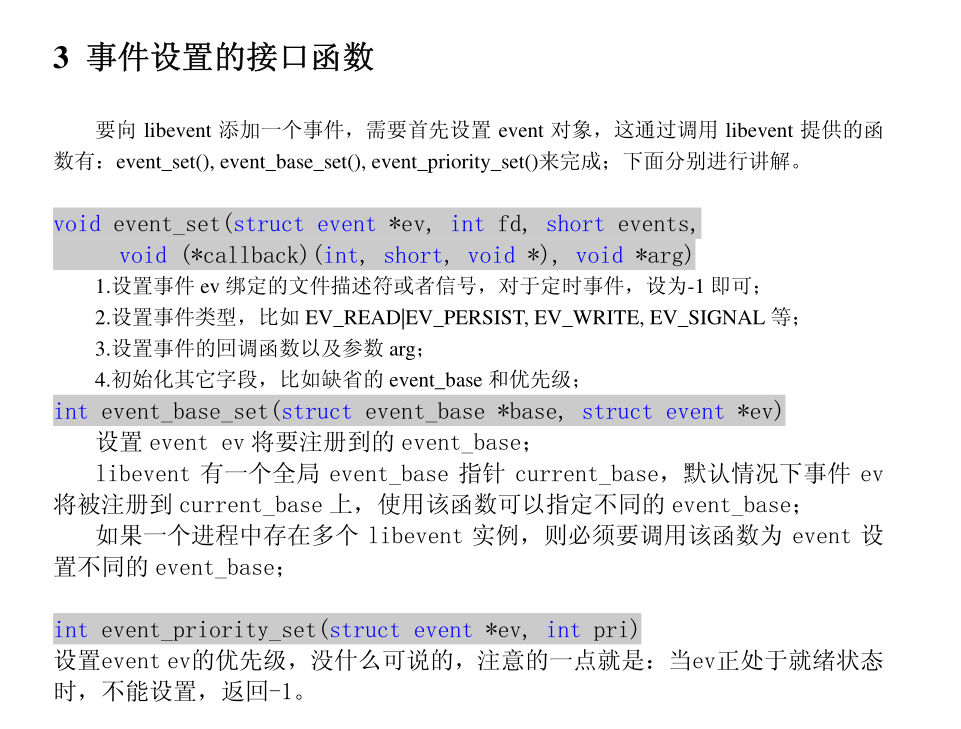 3 事件设置的接口函数
要向 libevent 添加一个事件，需要首先设置 event 对象，这通过调用 libevent 提供的函
数有：event_set(), event_base_set(), event_priority_set()来完成；下面分别进行讲解。
void event_set(struct event *ev, int fd, short events,
void (*callback)(int, short, void *), void *arg)
1.设置事件 ev 绑定的文件描述符或者信号，对于定时事件，设为-1 即可；
2.设置事件类型，比如 EV_READ|EV_PERSIST, EV_WRITE, EV_SIGNAL 等；
3.设置事件的回调函数以及参数 arg；
4.初始化其它字段，比如缺省的 event_base 和优先级；
int event_base_set(struct event_base *base, struct event *ev)
设置 event ev 将要注册到的 event_base；
libevent 有一个全局 event_base 指针 current_base，默认情况下事件 ev
将被注册到 current_base 上，使用该函数可以指定不同的 event_base；
如果一个进程中存在多个 libevent 实例，则必须要调用该函数为 event 设
置不同的 event_base；
int event_priority_set(struct event *ev, int pri)
设置event ev的优先级，没什么可说的，注意的一点就是：当ev正处于就绪状态
时，不能设置，返回-1。